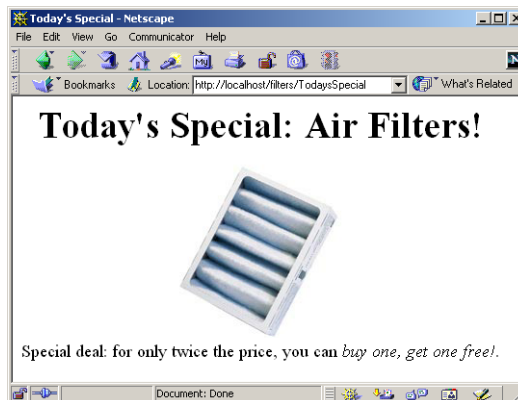 Today's Special - Netscape
File Edit View Go Communicator Help
My
Bookmarks Location: http://localhost/filters/TodaysSpecial What's Related
N
Today's Special: Air Filters!
Special deal: for only twice the price, you can buy one, get one free!.
Document: Done